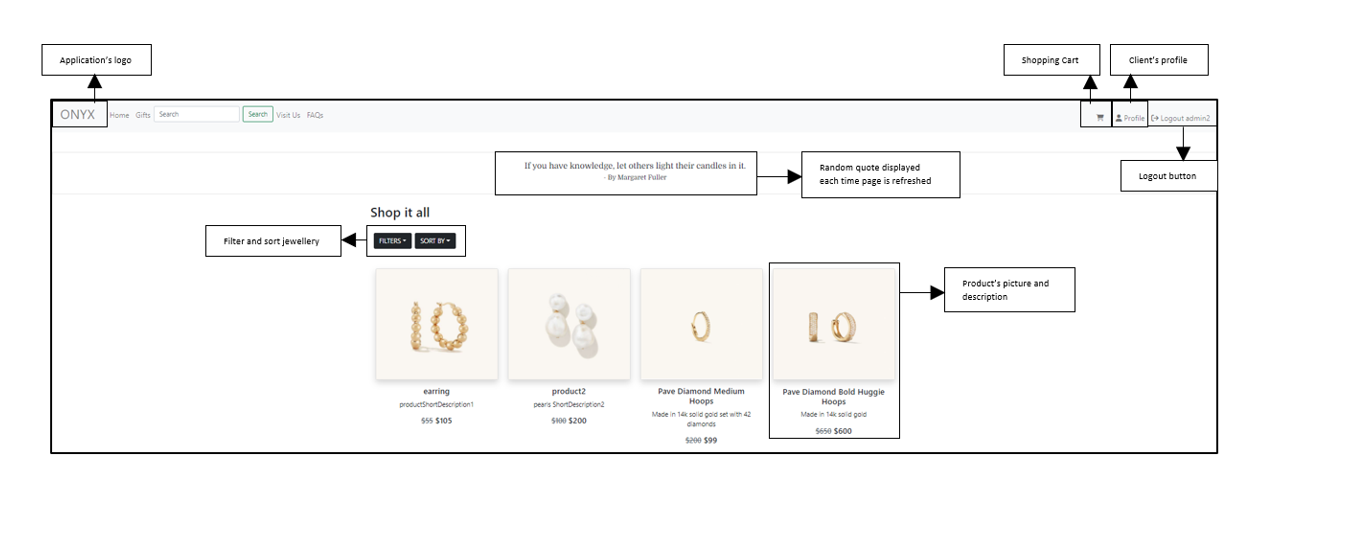 Application's logo
Shopping Cart
Client's profile
ONYX Home Gifts Search Search Visit Us FAQs
Profile Logout admin2
If you have knowledge, let others light their candles in it.
- By Margaret Fuller
Random quote displayed
each time page is refreshed
Logout button
Shop it all
Filter and sort jewellery
FILTERS SORT BY
Product's picture and
description
earring
productShortDescription1
$55 $105
product2
pearls ShortDescription2
$100 $200
Pave Diamond Medium
Hoops
Made in 14k solid gold set with 42
diamonds
$200 $99
Pave Diamond Bold Huggie
Hoops
Made in 14k solid gold
$650 $600